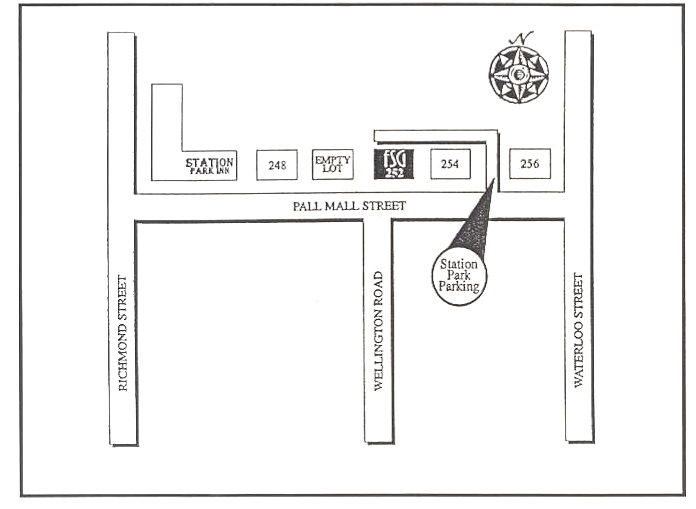 N
STATION
PARK INN
248
EMPTY
LOT
FSG
252
254
256
PALL MALL STREET
Station
Park
Parking
RICHMOND STREET
WELLINGTON ROAD
WATERLOO STREET